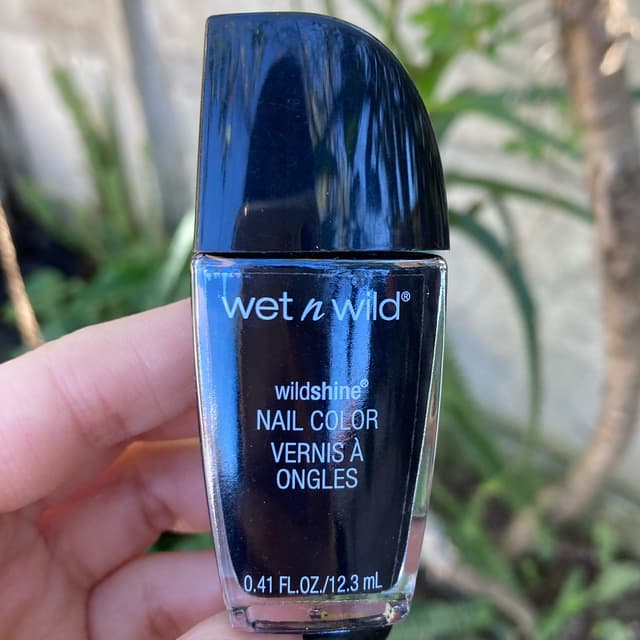 wet n wild®
wildshine®
NAIL COLOR
VERNIS À
ONGLES
0.41 FL.OZ./12.3 mL